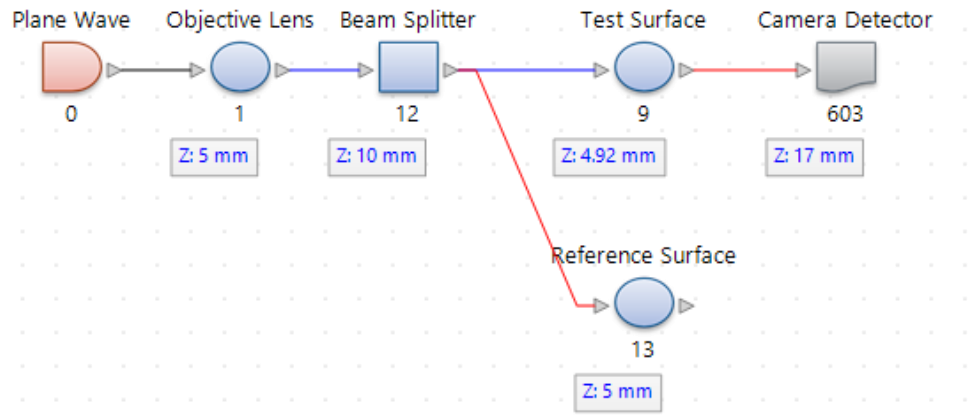 Plane Wave
Objective Lens
Beam Splitter
Test Surface
Camera Detector
0
1
12
9
603
Z: 5 mm
Z: 10 mm
Z: 4.92 mm
Z: 17 mm
Reference Surface
13
Z: 5 mm